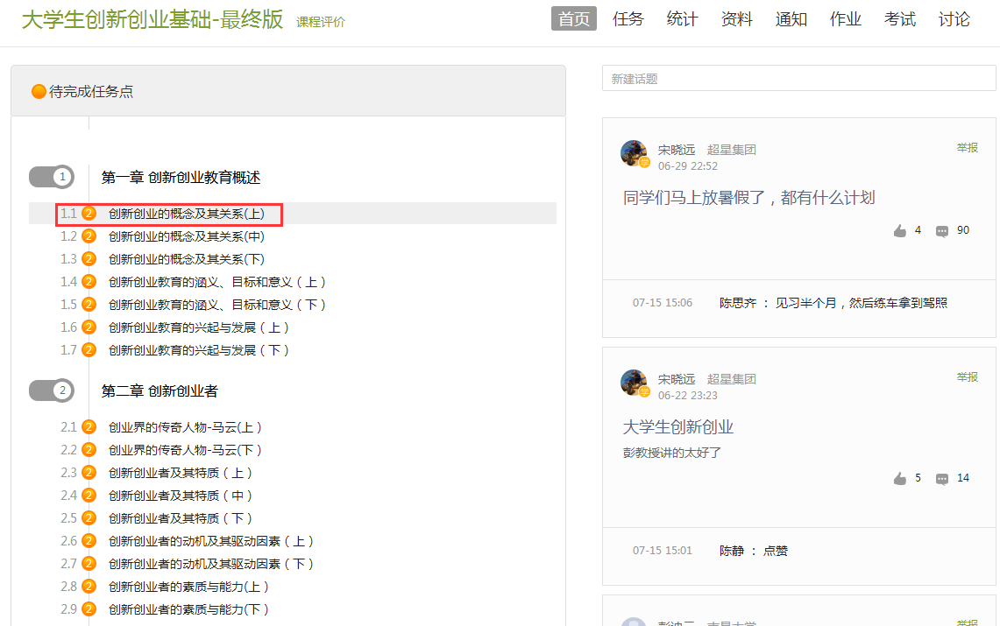 大学生创新创业基础-最终版 课程评价
首页 任务 统计 资料 通知 作业 考试 讨论
待完成任务点
1 第一章 创新创业教育概述
1.1 2 创新创业的概念及其关系(上)
1.2 2 创新创业的概念及其关系(中)
1.3 2 创新创业的概念及其关系(下)
1.4 2 创新创业教育的涵义、目标和意义（上）
1.5 2 创新创业教育的涵义、目标和意义（下）
1.6 2 创新创业教育的兴起与发展（上）
1.7 2 创新创业教育的兴起与发展（下）
2 第二章 创新创业者
2.1 2 创业界的传奇人物-马云(上）
2.2 2 创业界的传奇人物-马云(下）
2.3 2 创新创业者及其特质（上）
2.4 2 创新创业者及其特质（中）
2.5 2 创新创业者及其特质（下）
2.6 2 创新创业者的动机及其驱动因素（上）
2.7 2 创新创业者的动机及其驱动因素（下）
2.8 2 创新创业者的素质与能力(上）
2.9 2 创新创业者的素质与能力(下）
新建话题
宋晓远 超星集团 举报
06-29 22:52
同学们马上放暑假了，都有什么计划
4 90
07-15 15:06 陈思齐 ： 见习半个月，然后练车拿到驾照
宋晓远 超星集团 举报
06-22 23:23
大学生创新创业
彭教授讲的太好了
5 14
07-15 15:01 陈静 ： 点赞
举报